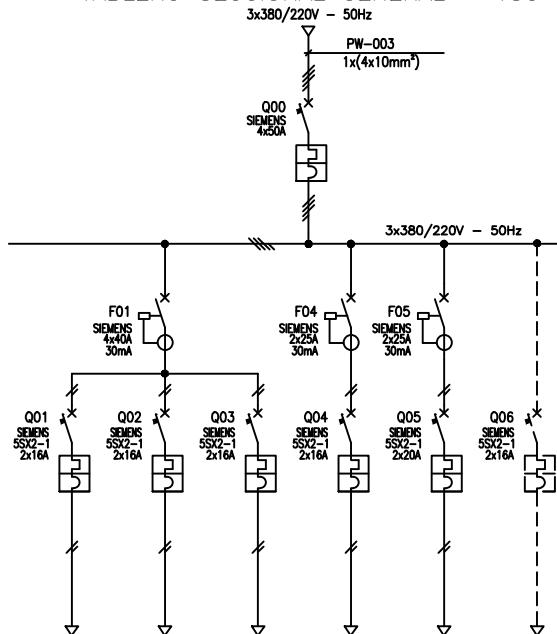 3x380/220V - 50Hz
PW-003
1x(4x10mm²)
Q00
SIEMENS
4x50A
3x380/220V - 50Hz
F01
SIEMENS
4x40A
30mA
F04
SIEMENS
2x25A
30mA
F05
SIEMENS
2x25A
30mA
Q01
SIEMENS
5SX2-1
2x16A
Q02
SIEMENS
5SX2-1
2x16A
Q03
SIEMENS
5SX2-1
2x16A
Q04
SIEMENS
5SX2-1
2x16A
Q05
SIEMENS
5SX2-1
2x20A
Q06
SIEMENS
5SX2-1
2x16A